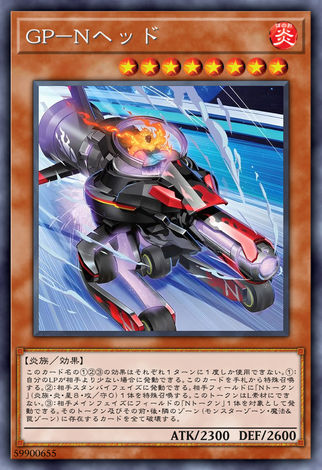 GP－Nヘッド
炎
ほのお
【炎族／効果】
このカード名の①②③の効果はそれぞれ1ターンに1度しか使用できない。①:
自分のLPが相手より少ない場合に発動できる。このカードを手札から特殊召喚
する。②:相手スタンバイフェイズに発動できる。相手フィールドに「Nトークン」
(炎族・炎・星8・攻／守0)1体を特殊召喚する。このトークンはL素材にでき
ない。③:相手メインフェイズにフィールドの「Nトークン」1体を対象として発動
できる。そのトークン及びその前・後・隣のゾーン(モンスターゾーン・魔法&
罠ゾーン)に存在するカードを全て破壊する。
ATK/2300 DEF/2600
59900655